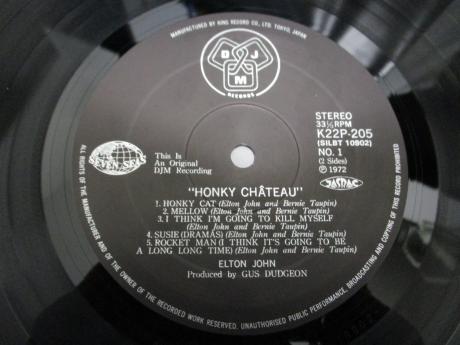 MANUFACTURED BY KING RECORD CO., LTD. TOKYO, JAPAN
D J M
RECORDS
STEREO
33⅓RPM
K22P-205
(SILBT 10802)
NO. 1
(2 Sides)
Ⓟ 1972
JASRAC
SEVEN SEAS
This Is
An Original
DJM Recording
"HONKY CHÂTEAU"
1. HONKY CAT (Elton John and Bernie Taupin)
2. MELLOW (Elton John and Bernie Taupin)
3. I THINK I'M GOING TO KILL MYSELF
(Elton John and Bernie Taupin)
4. SUSIE (DRAMAS) (Elton John and Bernie Taupin)
5. ROCKET MAN (I THINK IT'S GOING TO BE
A LONG LONG TIME) (Elton John and Bernie Taupin)
ELTON JOHN
Produced by GUS DUDGEON
ALL RIGHTS OF THE MANUFACTURER AND OF THE OWNER OF THE RECORDED WORK RESERVED. UNAUTHORISED PUBLIC PERFORMANCE, BROADCASTING AND COPYING OF THIS RECORD PROHIBITED